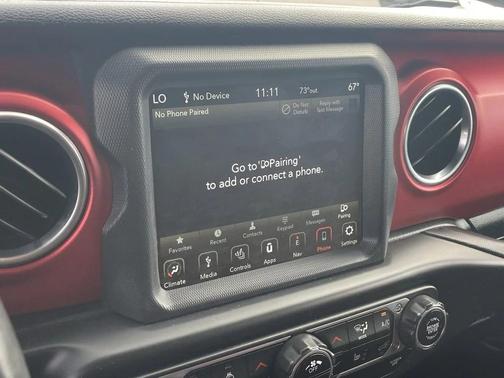 LO No Device 11:11 73°out. 67°
No Phone Paired Do Not Disturb Reply with Text Message
Go to 'Pairing'
to add or connect a phone.
Favorites Recent Contacts Keypad Messages Pairing
Climate Media Controls Apps Nav Phone Settings
E
MODE A/C
OFF